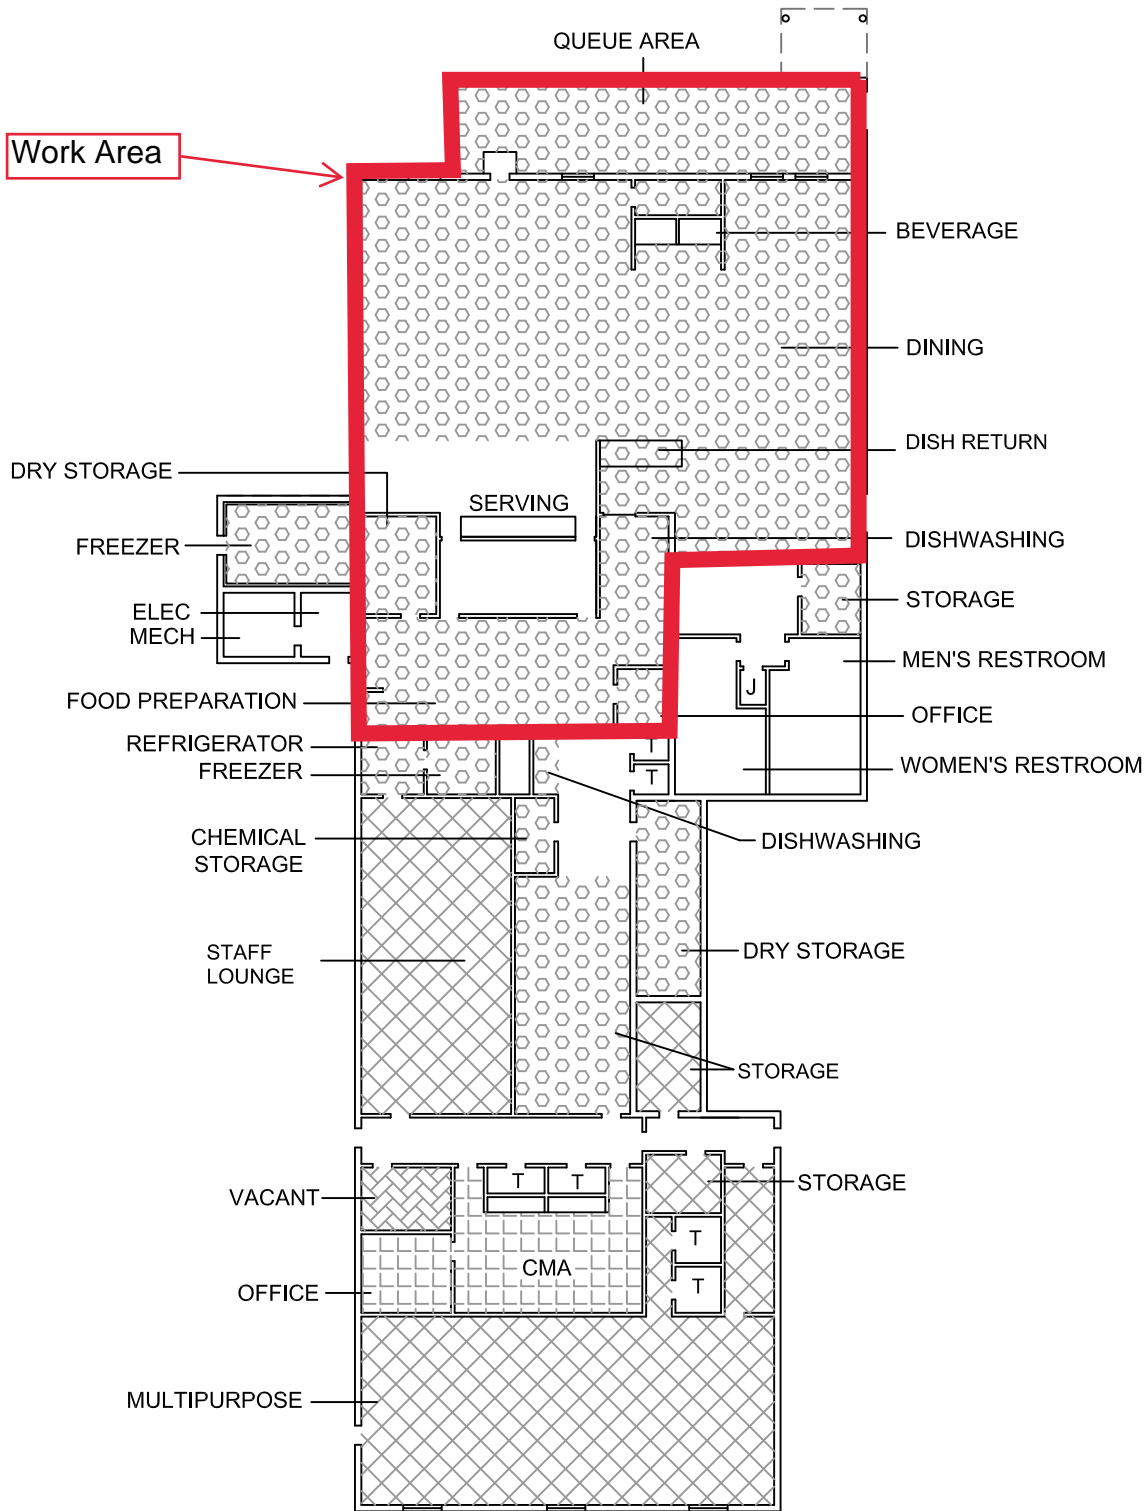 QUEUE AREA
Work Area
BEVERAGE
DINING
DISH RETURN
DRY STORAGE
SERVING
FREEZER
DISHWASHING
ELEC
MECH
STORAGE
MEN'S RESTROOM
J
FOOD PREPARATION
OFFICE
REFRIGERATOR
FREEZER
T
T
WOMEN'S RESTROOM
CHEMICAL
STORAGE
DISHWASHING
STAFF
LOUNGE
DRY STORAGE
STORAGE
T
T
STORAGE
VACANT
T
CMA
T
OFFICE
MULTIPURPOSE